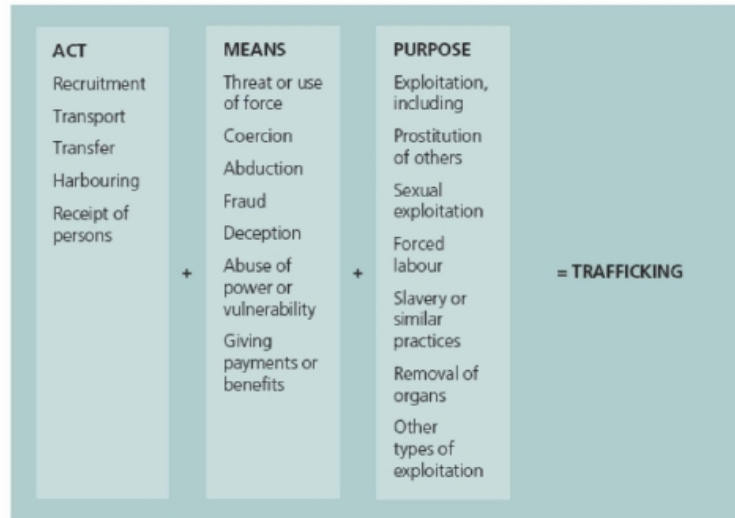 ACT
Recruitment
Transport
Transfer
Harbouring
Receipt of
persons
+
MEANS
Threat or use
of force
Coercion
Abduction
Fraud
Deception
Abuse of
power or
vulnerability
Giving
payments or
benefits
+
PURPOSE
Exploitation,
including
Prostitution
of others
Sexual
exploitation
Forced
labour
Slavery or
similar
practices
Removal of
organs
Other
types of
exploitation
= TRAFFICKING